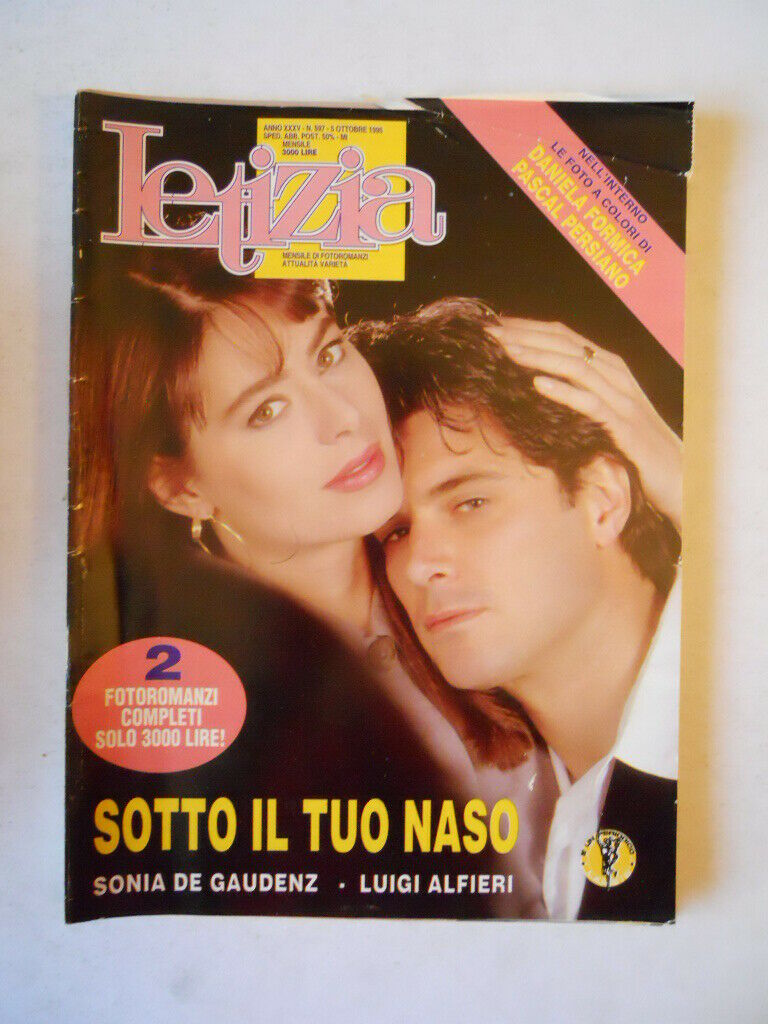 ANNO XXXV - N. 597 - 5 OTTOBRE 1995
SPED. ABB. POST. 50% - MI
MENSILE
3000 LIRE
letizia
MENSILE DI FOTOROMANZI
ATTUALITÀ VARIETÀ
NELL'INTERNO
LE FOTO A COLORI DI
DANIELA FORMICA
PASCAL PERSIANO
2
FOTOROMANZI
COMPLETI
SOLO 3000 LIRE!
SOTTO IL TUO NASO
SONIA DE GAUDENZ - LUIGI ALFIERI